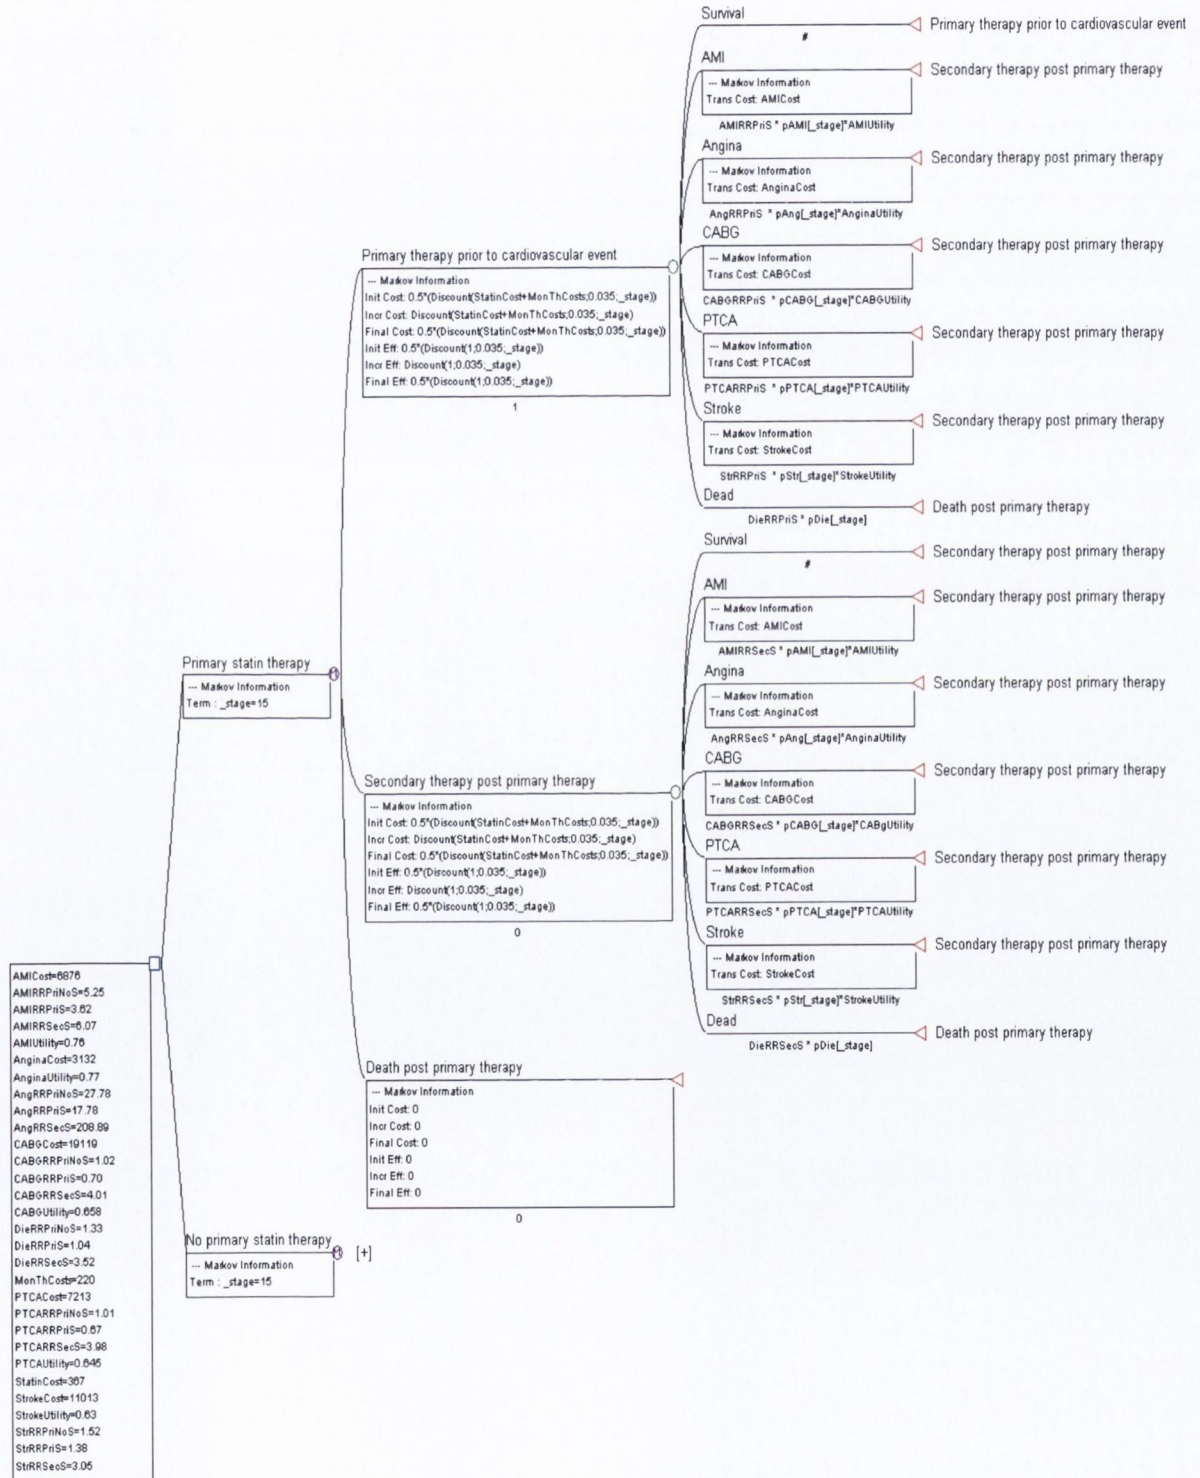 Survival
#
Primary therapy prior to cardiovascular event
AMI
--- Markov Information
Trans Cost: AMICost
AMIRRPriS * pAMI[_stage]*AMIUtility
Secondary therapy post primary therapy
Angina
--- Markov Information
Trans Cost: AnginaCost
AngRRPriS * pAng[_stage]*AnginaUtility
Secondary therapy post primary therapy
CABG
--- Markov Information
Trans Cost: CABGCost
CABGRRPriS * pCABG[_stage]*CABGUtility
Secondary therapy post primary therapy
PTCA
--- Markov Information
Trans Cost: PTCACost
PTCARRPriS * pPTCA[_stage]*PTCAUtility
Secondary therapy post primary therapy
Stroke
--- Markov Information
Trans Cost: StrokeCost
StrRRPriS * pStr[_stage]*StrokeUtility
Secondary therapy post primary therapy
Dead
DieRRPriS * pDie[_stage]
Death post primary therapy
Primary therapy prior to cardiovascular event
--- Markov Information
Init Cost: 0.5*(Discount(StatinCost+MonThCosts;0.035;_stage))
Incr Cost: Discount(StatinCost+MonThCosts;0.035;_stage)
Final Cost: 0.5*(Discount(StatinCost+MonThCosts;0.035;_stage))
Init Eff: 0.5*(Discount(1;0.035;_stage))
Incr Eff: Discount(1;0.035;_stage)
Final Eff: 0.5*(Discount(1;0.035;_stage))
1
Survival
#
Secondary therapy post primary therapy
AMI
--- Markov Information
Trans Cost: AMICost
AMIRRSecS * pAMI[_stage]*AMIUtility
Secondary therapy post primary therapy
Angina
--- Markov Information
Trans Cost: AnginaCost
AngRRSecS * pAng[_stage]*AnginaUtility
Secondary therapy post primary therapy
CABG
--- Markov Information
Trans Cost: CABGCost
CABGRRSecS * pCABG[_stage]*CABgUtility
Secondary therapy post primary therapy
PTCA
--- Markov Information
Trans Cost: PTCACost
PTCARRSecS * pPTCA[_stage]*PTCAUtility
Secondary therapy post primary therapy
Stroke
--- Markov Information
Trans Cost: StrokeCost
StrRRSecS * pStr[_stage]*StrokeUtility
Secondary therapy post primary therapy
Dead
DieRRSecS * pDie[_stage]
Death post primary therapy
Primary statin therapy
--- Markov Information
Term : _stage=15
Secondary therapy post primary therapy
--- Markov Information
Init Cost: 0.5*(Discount(StatinCost+MonThCosts;0.035;_stage))
Incr Cost: Discount(StatinCost+MonThCosts;0.035;_stage)
Final Cost: 0.5*(Discount(StatinCost+MonThCosts;0.035;_stage))
Init Eff: 0.5*(Discount(1;0.035;_stage))
Incr Eff: Discount(1;0.035;_stage)
Final Eff: 0.5*(Discount(1;0.035;_stage))
0
Death post primary therapy
--- Markov Information
Init Cost: 0
Incr Cost: 0
Final Cost: 0
Init Eff: 0
Incr Eff: 0
Final Eff: 0
0
No primary statin therapy
[+]
--- Markov Information
Term : _stage=15
AMICost=6876
AMIRRPriNoS=5.25
AMIRRPriS=3.62
AMIRRSecS=6.07
AMIUtility=0.76
AnginaCost=3132
AnginaUtility=0.77
AngRRPriNoS=27.78
AngRRPriS=17.78
AngRRSecS=208.89
CABGCost=19119
CABGRRPriNoS=1.02
CABGRRPriS=0.70
CABGRRSecS=4.01
CABGUtility=0.658
DieRRPriNoS=1.33
DieRRPriS=1.04
DieRRSecS=3.52
MonThCosts=220
PTCACost=7213
PTCARRPriNoS=1.01
PTCARRPriS=0.67
PTCARRSecS=3.98
PTCAUtility=0.645
StatinCost=367
StrokeCost=11013
StrokeUtility=0.63
StrRRPriNoS=1.52
StrRRPriS=1.38
StrRRSecS=3.05